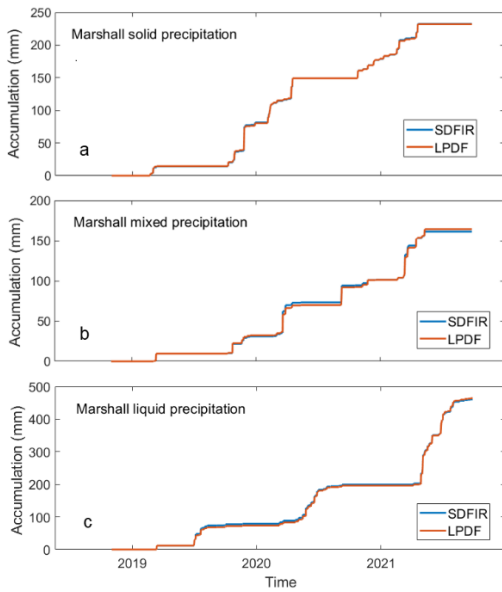 250
Marshall solid precipitation
200
150
100
50
0
Accumulation (mm)
a
SDFIR
LPDF
200
Marshall mixed precipitation
150
100
50
0
Accumulation (mm)
b
SDFIR
LPDF
500
Marshall liquid precipitation
400
300
200
100
0
Accumulation (mm)
c
SDFIR
LPDF
2019 2020 2021
Time